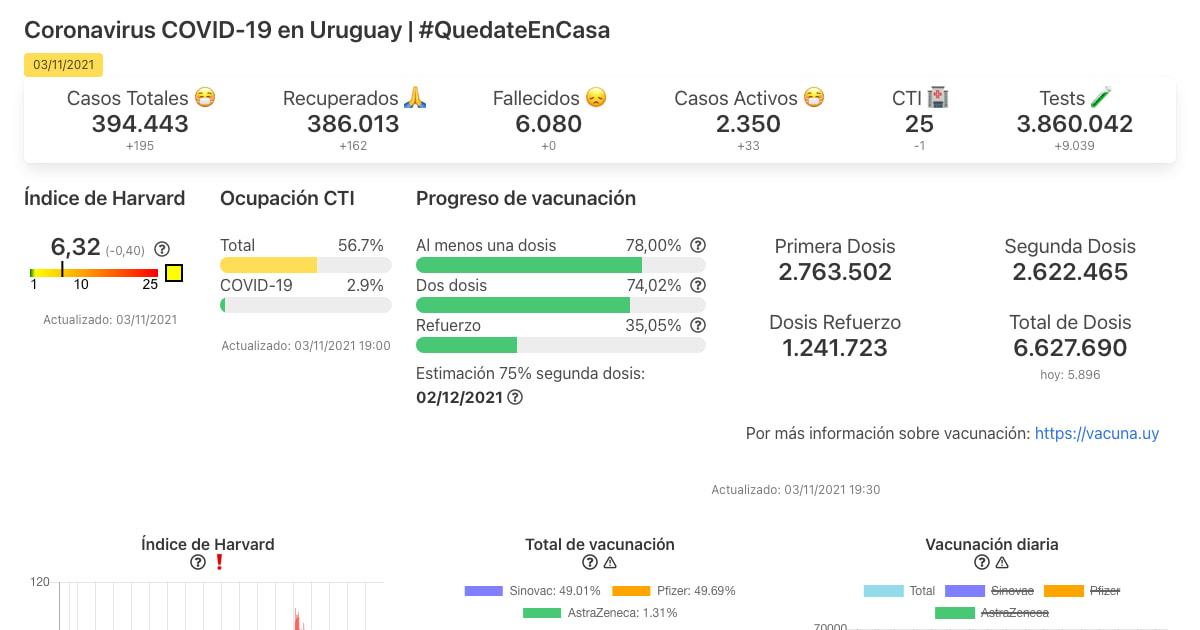 Coronavirus COVID-19 en Uruguay | #QuedateEnCasa
03/11/2021
Casos Totales 😷 Recuperados 🙏 Fallecidos 😞 Casos Activos 😷 CTI 🏥 Tests 🧪
394.443 386.013 6.080 2.350 25 3.860.042
+195 +162 +0 +33 -1 +9.039
Índice de Harvard
6,32 (-0,40)
1 10 25
Actualizado: 03/11/2021
Ocupación CTI
Total 56.7%
COVID-19 2.9%
Actualizado: 03/11/2021 19:00
Progreso de vacunación
Al menos una dosis 78,00%
Dos dosis 74,02%
Refuerzo 35,05%
Estimación 75% segunda dosis:
02/12/2021
Primera Dosis
2.763.502
Segunda Dosis
2.622.465
Dosis Refuerzo
1.241.723
Total de Dosis
6.627.690
hoy: 5.896
Por más información sobre vacunación: https://vacuna.uy
Actualizado: 03/11/2021 19:30
Índice de Harvard
❗
120
Total de vacunación
Sinovac: 49.01% Pfizer: 49.69%
AstraZeneca: 1.31%
Vacunación diaria
Total Sinovac Pfizer
AstraZeneca
70000